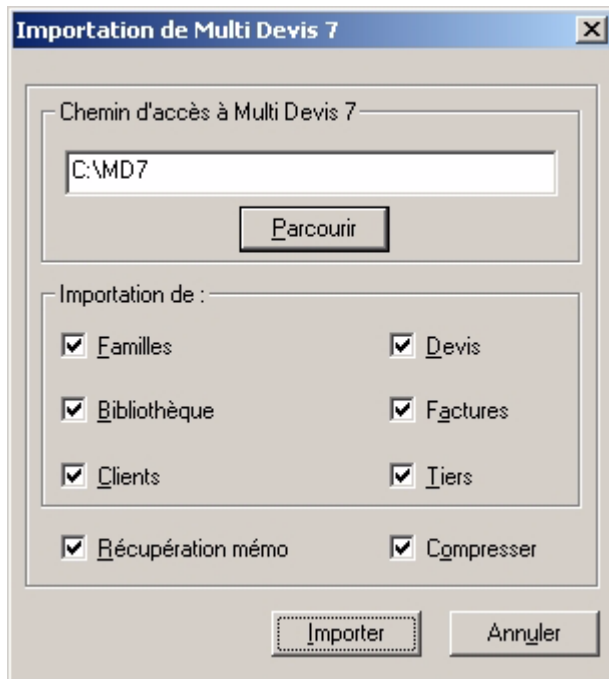 Importation de Multi Devis 7
Chemin d'accès à Multi Devis 7
C:\MD7
Parcourir
Importation de :
Familles
Devis
Bibliothèque
Factures
Clients
Tiers
Récupération mémo
Compresser
Importer
Annuler